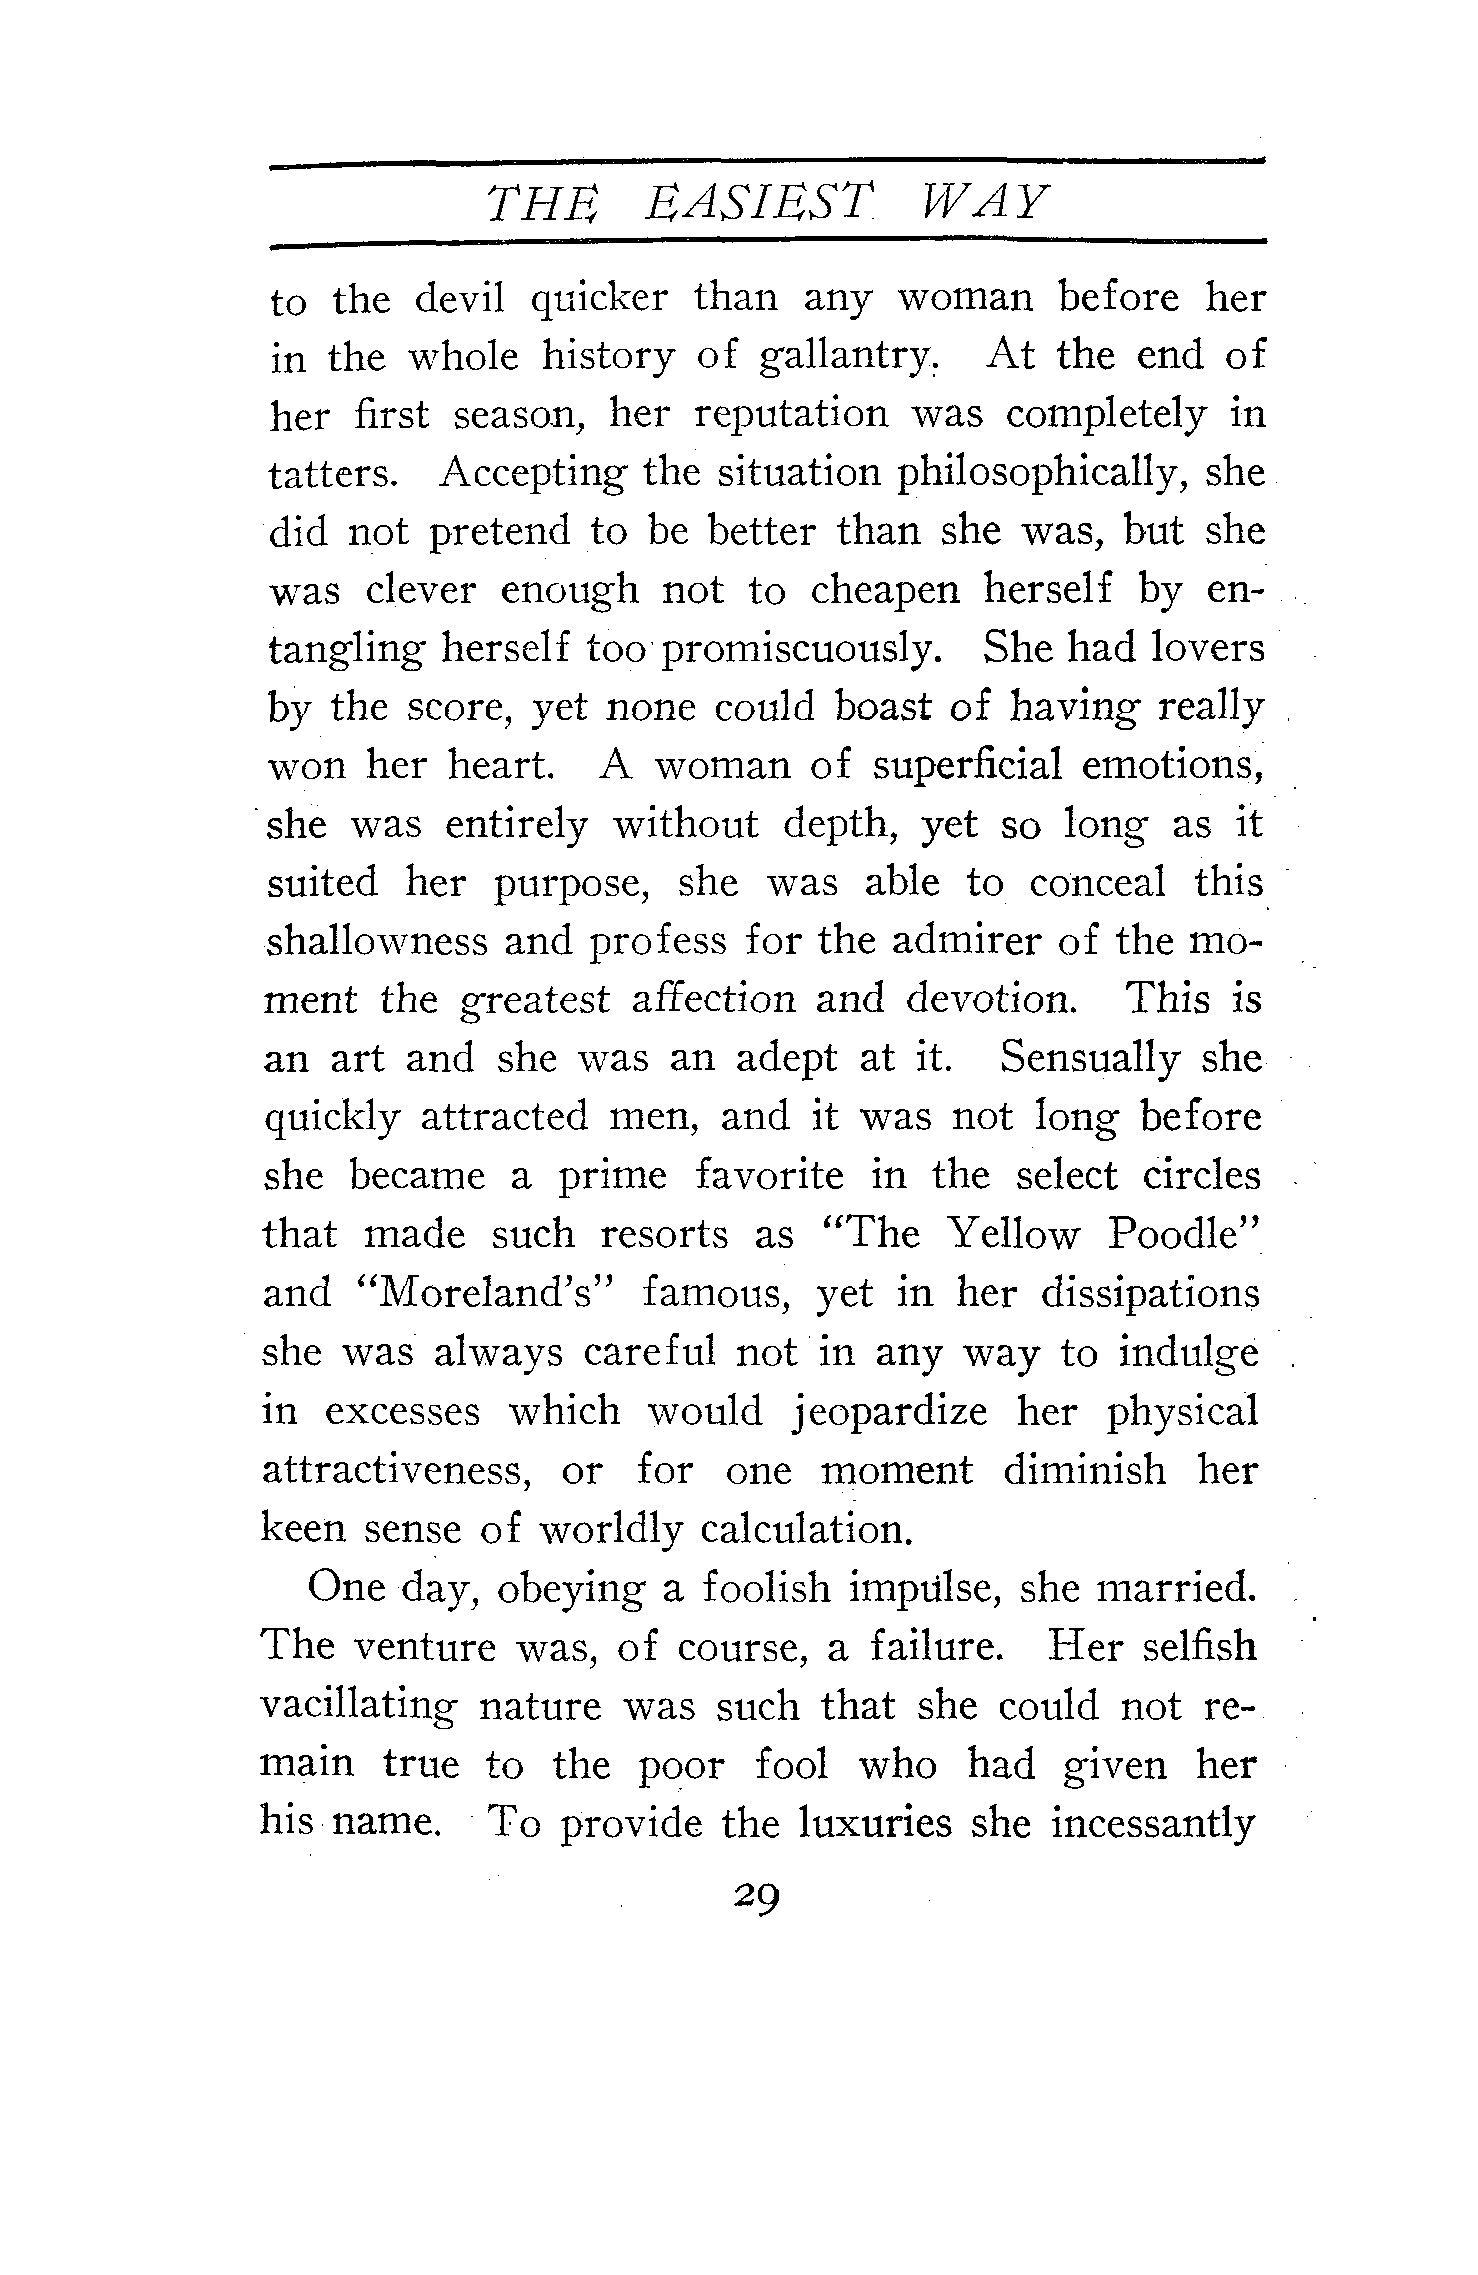 THE EASIEST WAY
to the devil quicker than any woman before her
in the whole history of gallantry. At the end of
her first season, her reputation was completely in
tatters. Accepting the situation philosophically, she
did not pretend to be better than she was, but she
was clever enough not to cheapen herself by en-
tangling herself too promiscuously. She had lovers
by the score, yet none could boast of having really
won her heart. A woman of superficial emotions,
she was entirely without depth, yet so long as it
suited her purpose, she was able to conceal this
shallowness and profess for the admirer of the mo-
ment the greatest affection and devotion. This is
an art and she was an adept at it. Sensually she
quickly attracted men, and it was not long before
she became a prime favorite in the select circles
that made such resorts as “The Yellow Poodle”
and “Moreland’s” famous, yet in her dissipations
she was always careful not in any way to indulge
in excesses which would jeopardize her physical
attractiveness, or for one moment diminish her
keen sense of worldly calculation.
One day, obeying a foolish impulse, she married.
The venture was, of course, a failure. Her selfish
vacillating nature was such that she could not re-
main true to the poor fool who had given her
his name. To provide the luxuries she incessantly
29